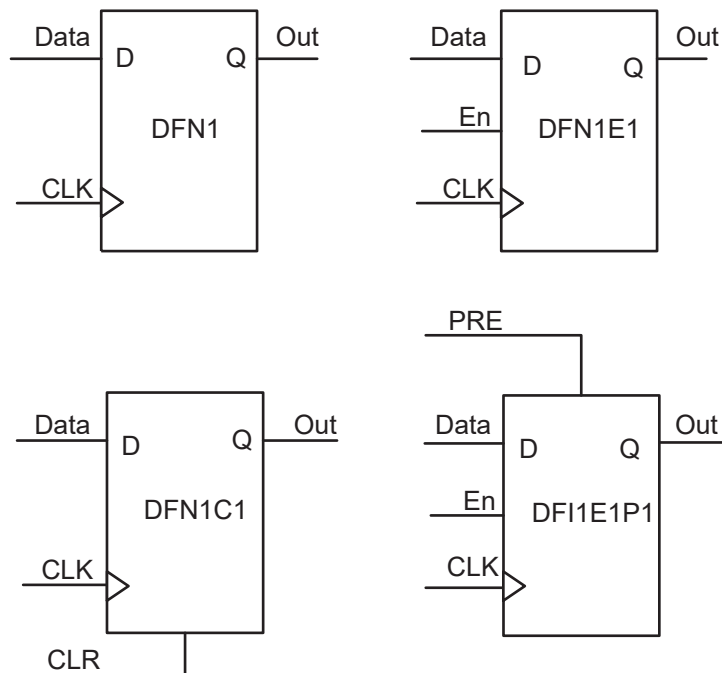 Data
D
Q
Out
DFN1
CLK
Data
D
Q
Out
En
DFN1E1
CLK
Data
D
Q
Out
DFN1C1
CLK
CLR
PRE
Data
D
Q
Out
En
DFI1E1P1
CLK